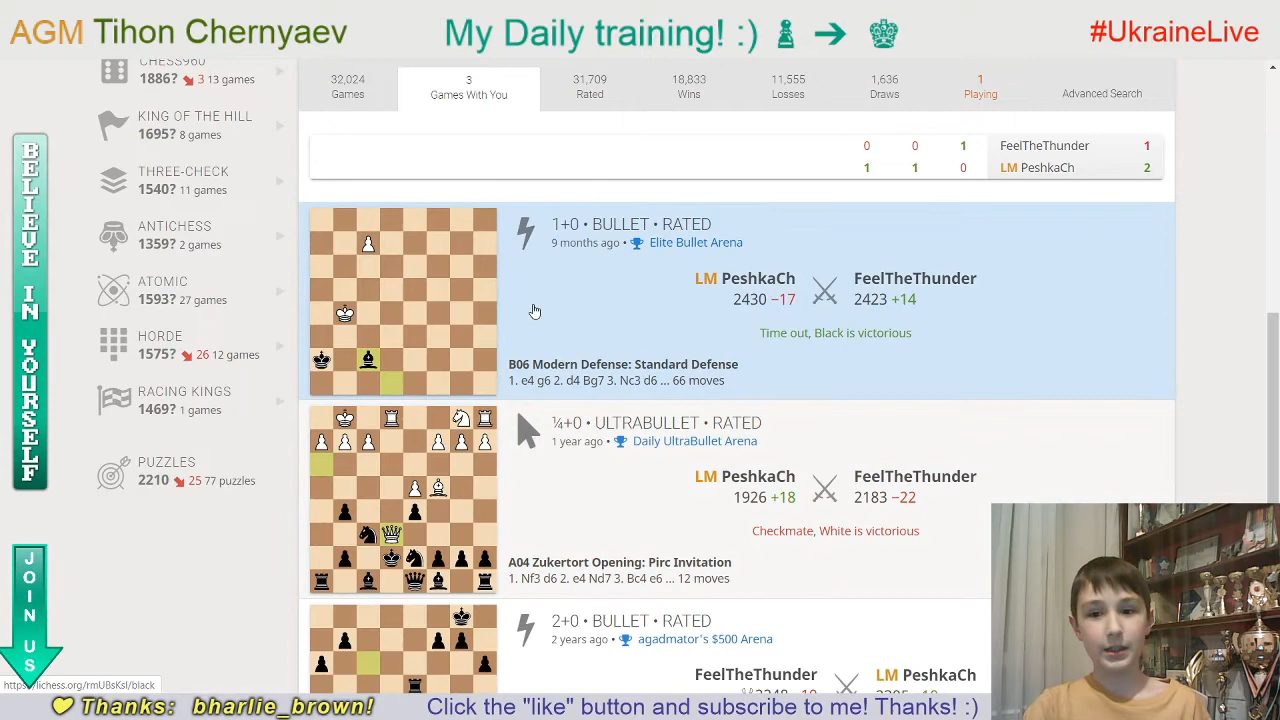 AGM Tihon Chernyaev
My Daily training! :)
#UkraineLive
CHESS960
1886? 3 13 games
KING OF THE HILL
1695? 8 games
THREE-CHECK
1540? 11 games
ANTICHESS
1359? 2 games
ATOMIC
1593? 27 games
HORDE
1575? 26 12 games
RACING KINGS
1469? 1 games
PUZZLES
2210 25 77 puzzles
BELIEVE IN YOURSELF
JOIN US
32,024 3 31,709 18,833 11,555 1,636 1
Games Games With You Rated Wins Losses Draws Playing Advanced Search
0 0 1 FeelTheThunder 1
1 1 0 LM PeshkaCh 2
1+0 • BULLET • RATED
9 months ago • Elite Bullet Arena
LM PeshkaCh FeelTheThunder
2430 −17 2423 +14
Time out, Black is victorious
B06 Modern Defense: Standard Defense
1. e4 g6 2. d4 Bg7 3. Nc3 d6 ... 66 moves
¼+0 • ULTRABULLET • RATED
1 year ago • Daily UltraBullet Arena
LM PeshkaCh FeelTheThunder
1926 +18 2183 −22
Checkmate, White is victorious
A04 Zukertort Opening: Pirc Invitation
1. Nf3 d6 2. e4 Nd7 3. Bc4 e6 ... 12 moves
2+0 • BULLET • RATED
2 years ago • agadmator's $500 Arena
FeelTheThunder LM PeshkaCh
https://lichess.org/rmUBsKsI/black
Thanks: bharlie_brown!
Click the "like" button and subscribe to me! Thanks! :)